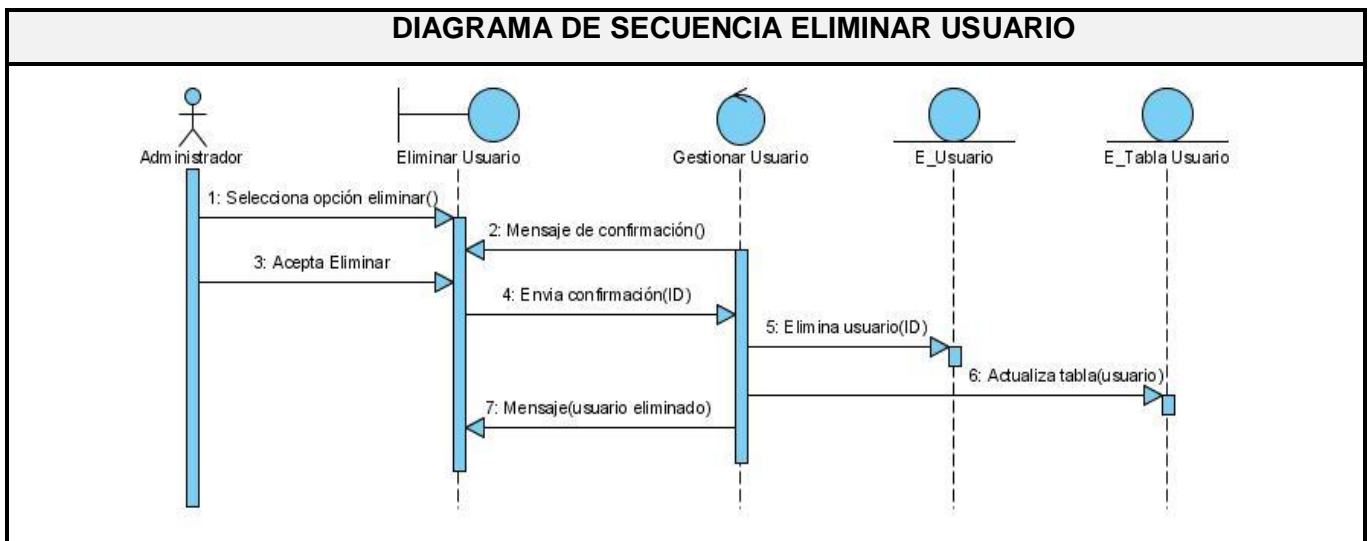 DIAGRAMA DE SECUENCIA ELIMINAR USUARIO
Administrador
Eliminar Usuario
Gestionar Usuario
E_Usuario
E_Tabla Usuario
1: Selecciona opción eliminar()
2: Mensaje de confirmación()
3: Acepta Eliminar
4: Envia confirmación(ID)
5: Elimina usuario(ID)
6: Actualiza tabla(usuario)
7: Mensaje(usuario eliminado)